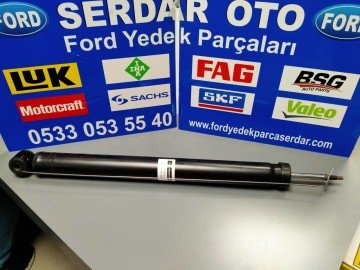 Ford
SERDAR OTO
Ford
Ford Yedek Parçaları
LUK
INA
FAG
BSG
AUTO PARTS
Motorcraft
SACHS
SKF
Valeo
0533 053 55 40
www.fordyedekparcaserdar.com